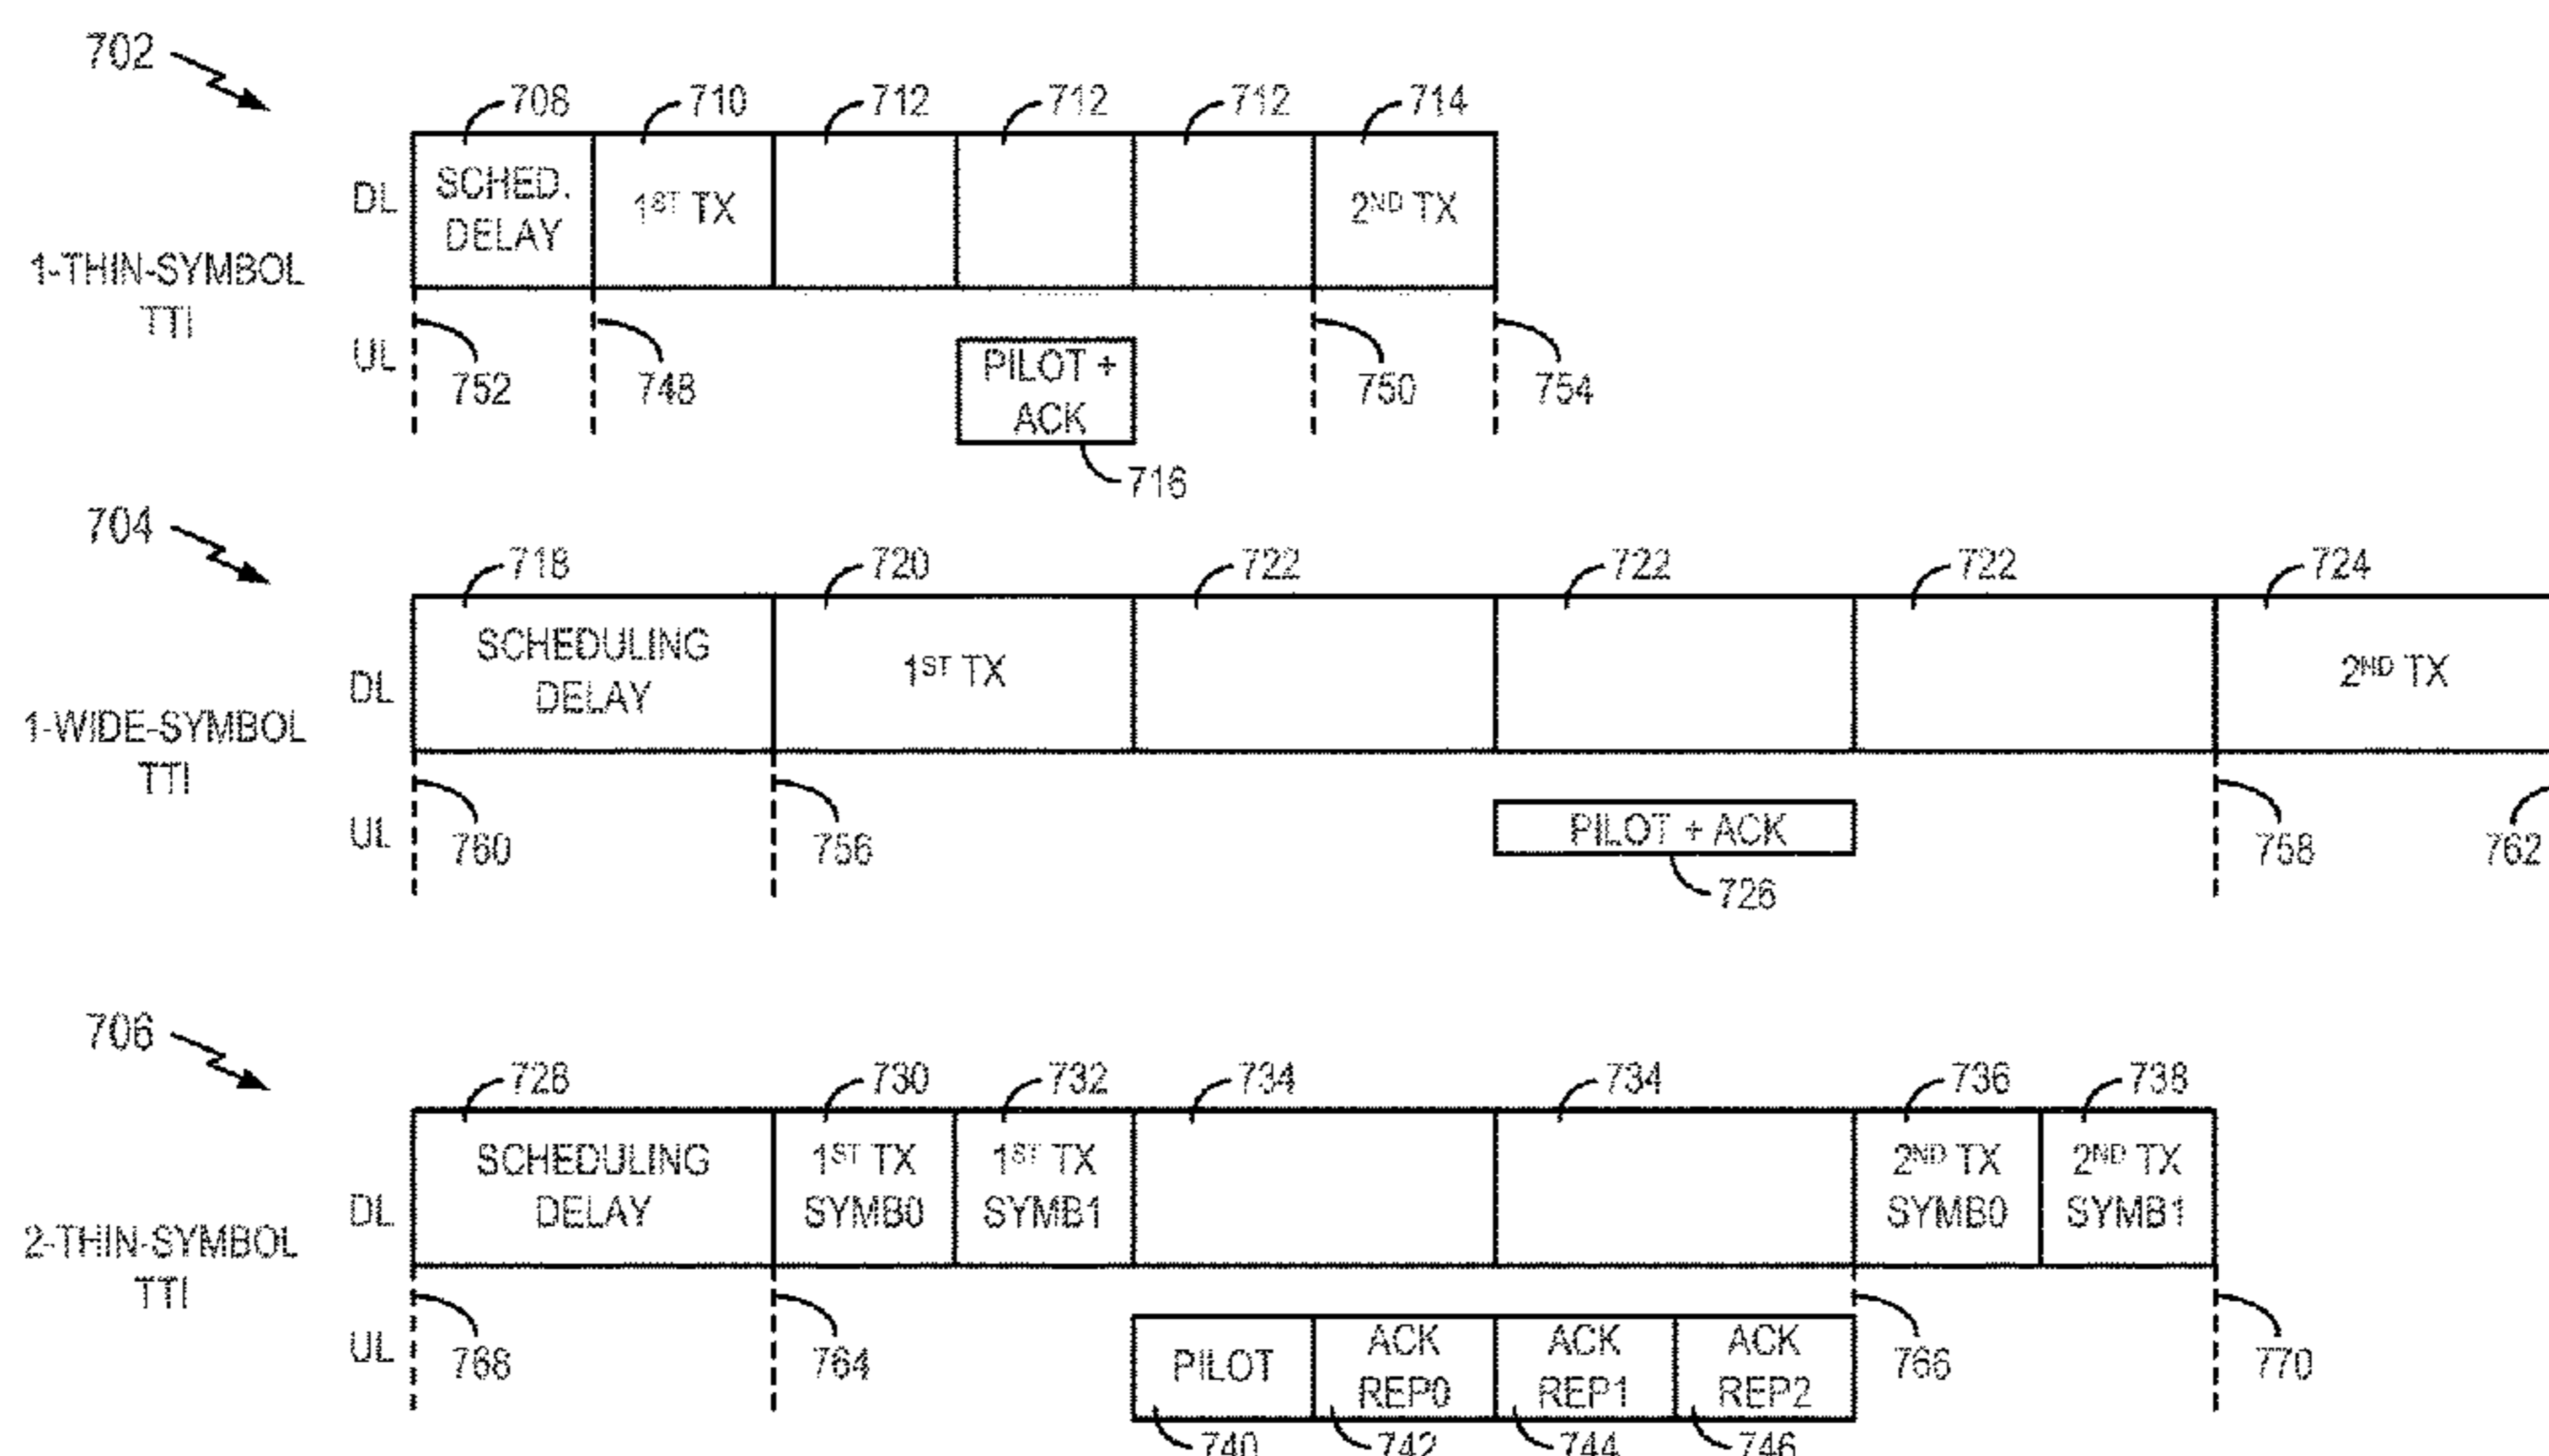 702
708 710 712 712 712 714
DL
SCHED. DELAY
1ST TX
2ND TX
1-THIN-SYMBOL TTI
UL
752 748 750 754
PILOT + ACK
716
704
718 720 722 722 722 724
DL
SCHEDULING DELAY
1ST TX
2ND TX
1-WIDE-SYMBOL TTI
UL
760 756 758 762
PILOT + ACK
726
706
728 730 732 734 734 736 738
DL
SCHEDULING DELAY
1ST TX SYMB0
1ST TX SYMB1
2ND TX SYMB0
2ND TX SYMB1
2-THIN-SYMBOL TTI
UL
768 764 766 770
PILOT
ACK REP0
ACK REP1
ACK REP2
740 742 744 746